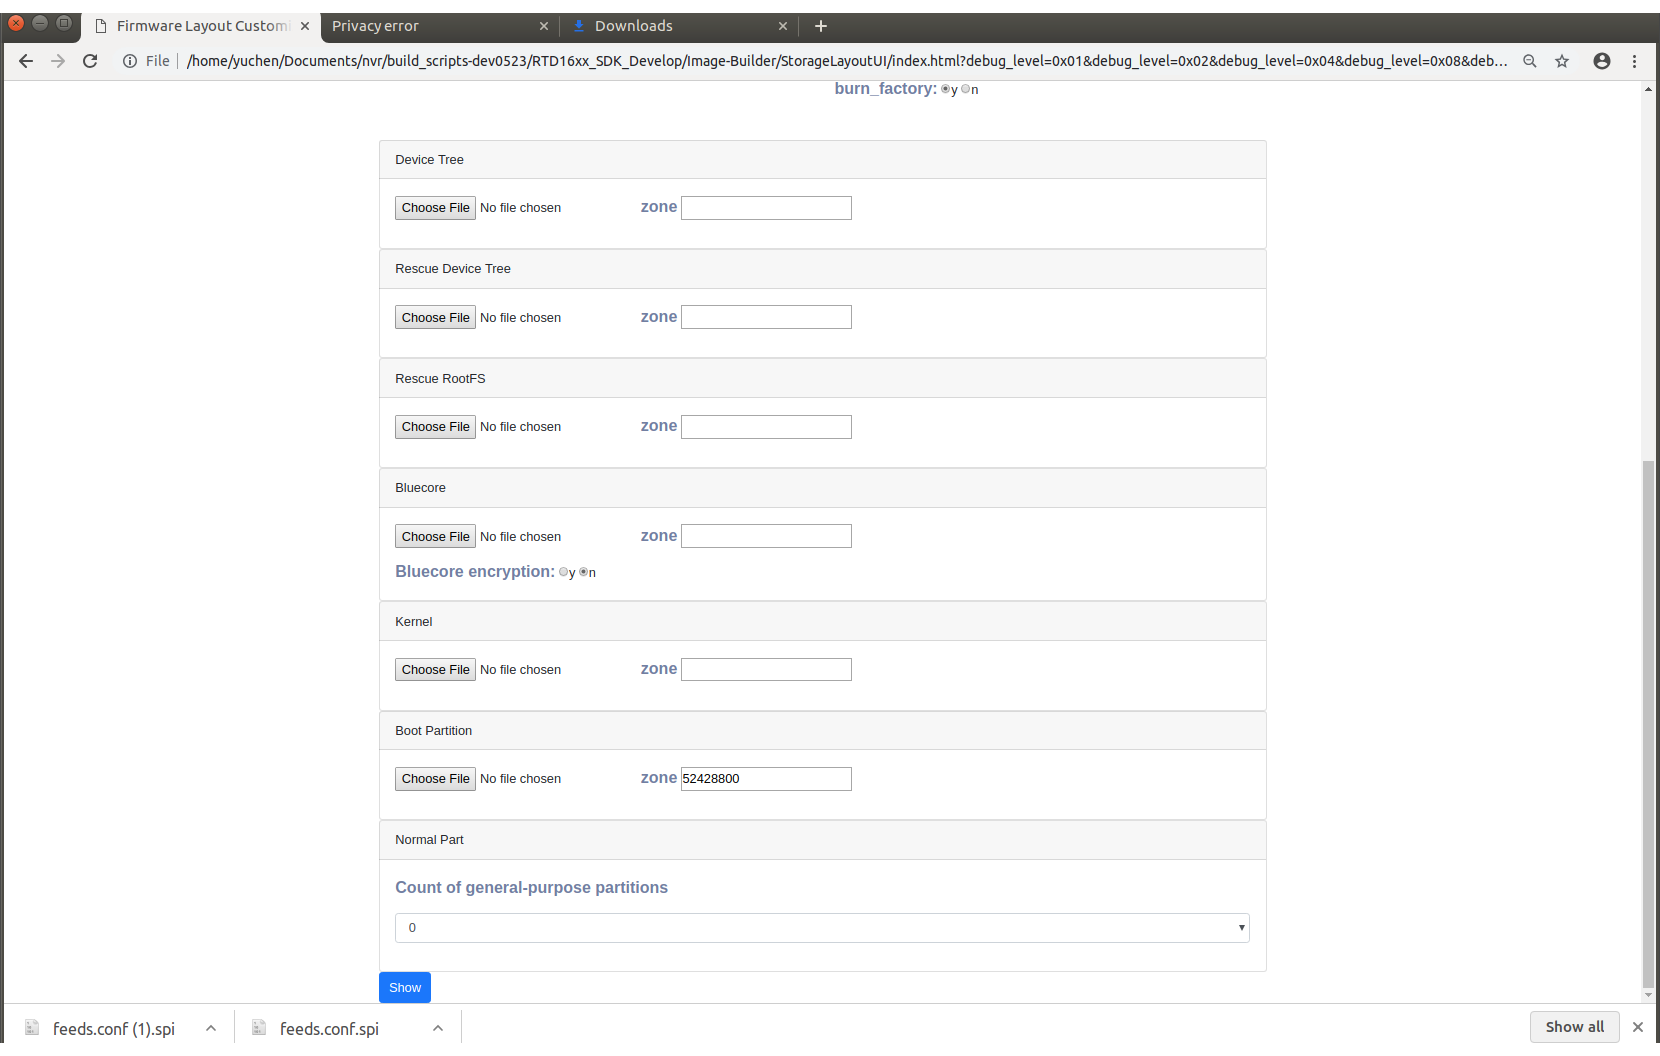 Firmware Layout Customi
Privacy error
Downloads
File
/home/yuchen/Documents/nvr/build_scripts-dev0523/RTD16xx_SDK_Develop/Image-Builder/StorageLayoutUI/index.html?debug_level=0x01&debug_level=0x02&debug_level=0x04&debug_level=0x08&deb...
burn_factory: y n
Device Tree
Choose File No file chosen zone
Rescue Device Tree
Choose File No file chosen zone
Rescue RootFS
Choose File No file chosen zone
Bluecore
Choose File No file chosen zone
Bluecore encryption: y n
Kernel
Choose File No file chosen zone
Boot Partition
Choose File No file chosen zone 52428800
Normal Part
Count of general-purpose partitions
0
Show
feeds.conf (1).spi
feeds.conf.spi
Show all